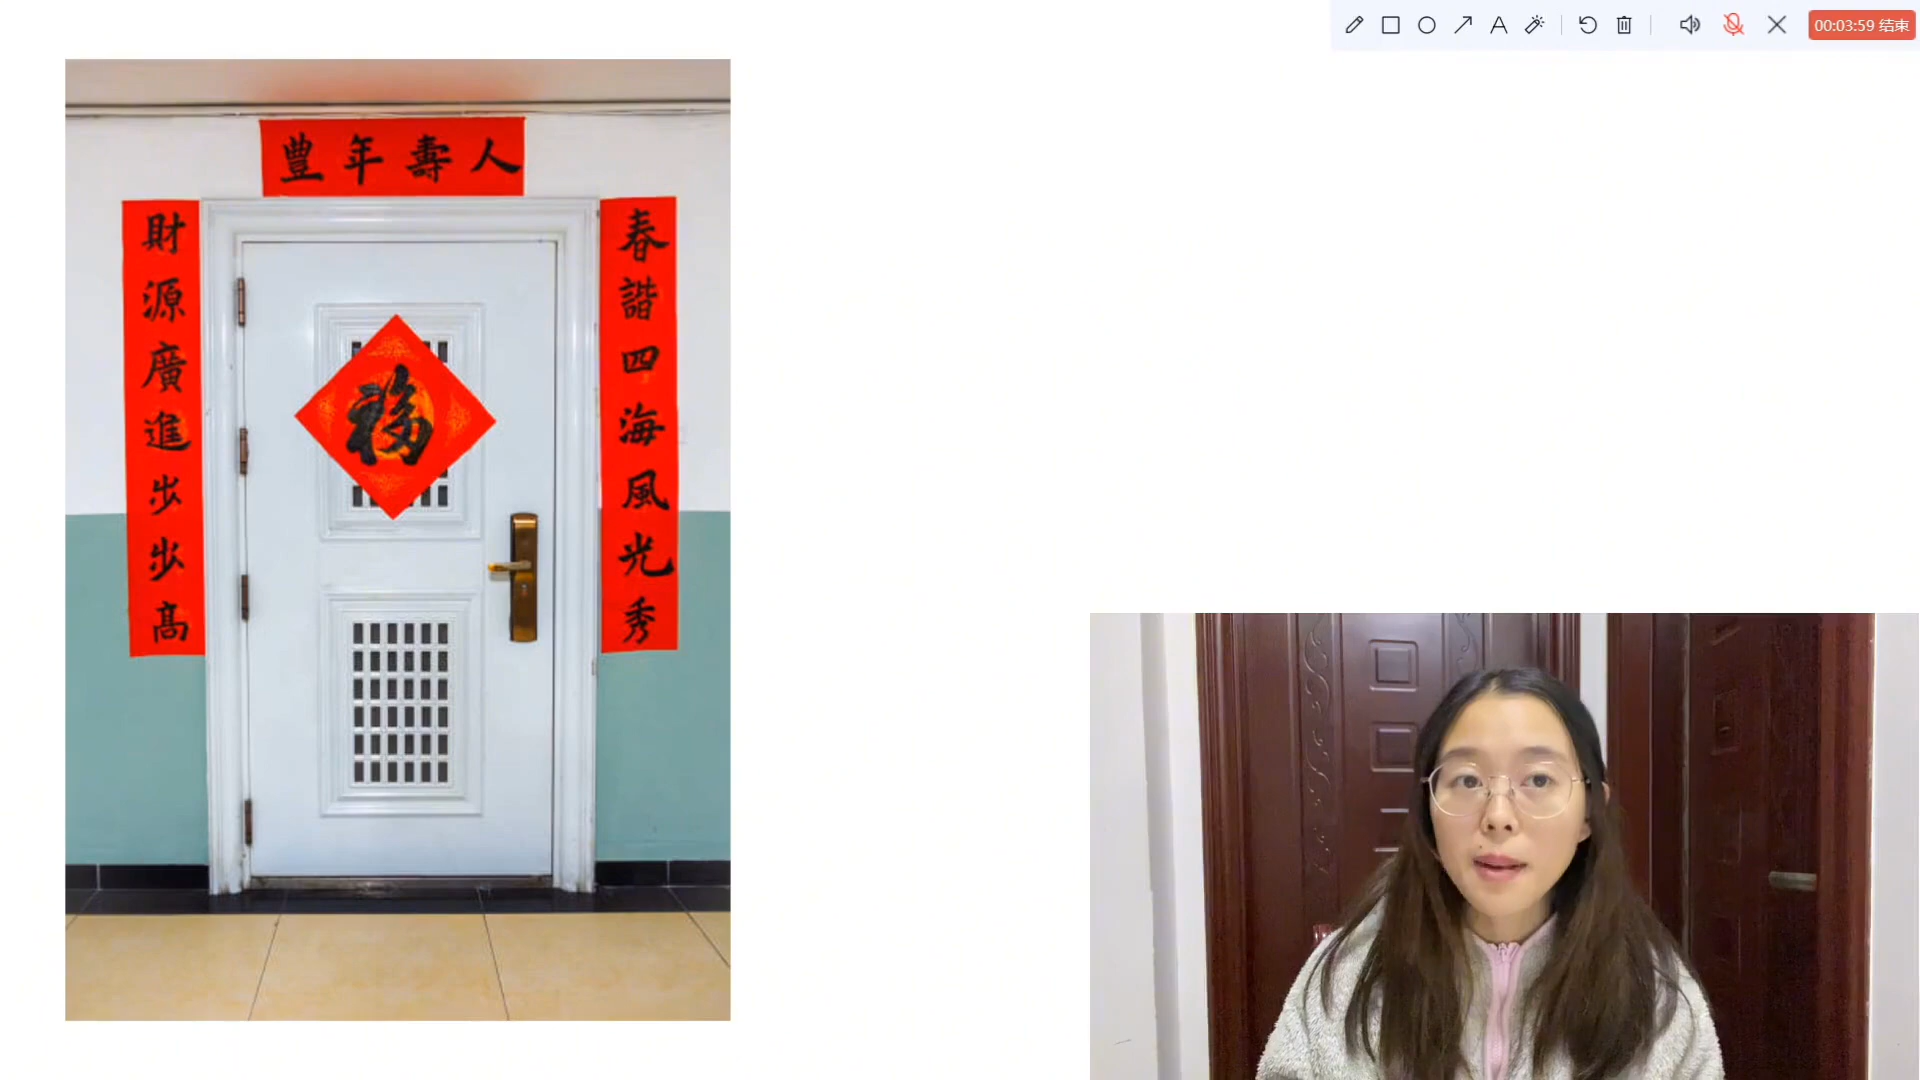 00:03:59 结束
豊年壽人
春諧四海風光秀
財源廣進步步高
福